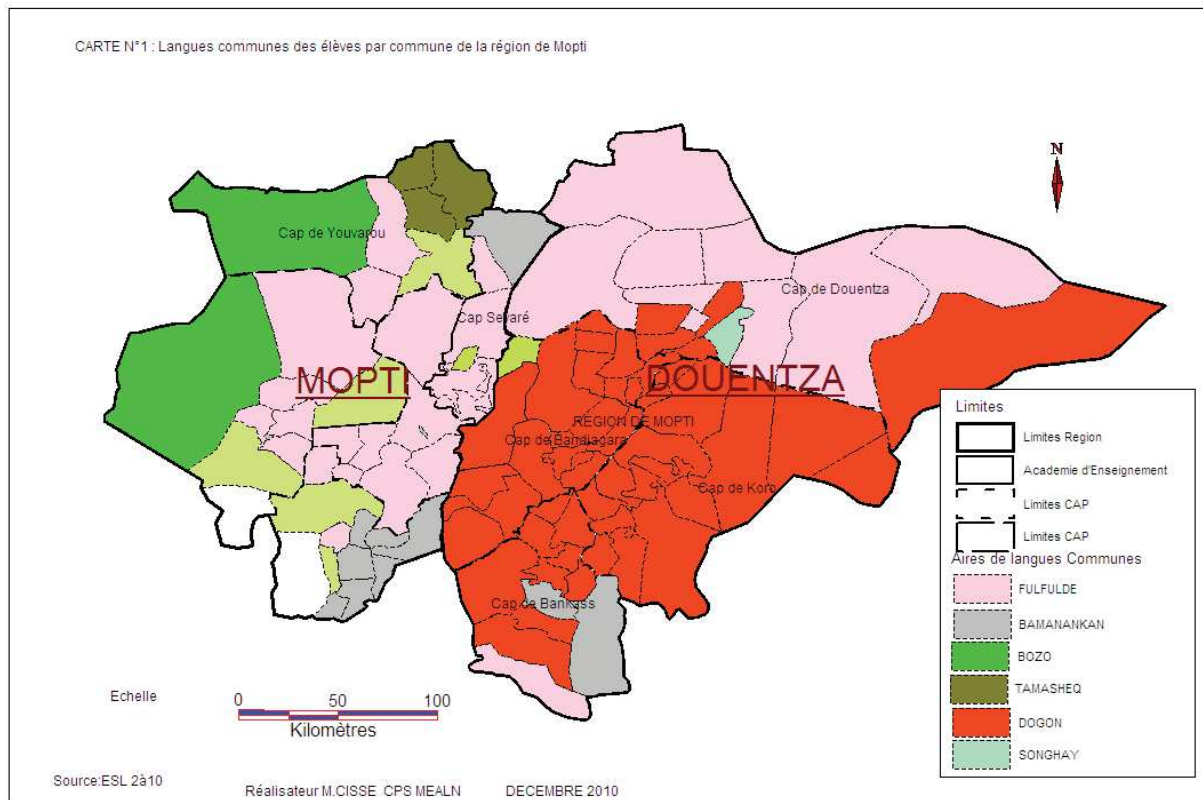 CARTE N°1 : Langues communes des élèves par commune de la région de Mopti
N
Cap de Youvarou
Cap de Douentza
Cap Sevaré
MOPTI
DOUENTZA
REGION DE MOPTI
Cap de Bandiagara
Cap de Koro
Cap de Bankass
Limites
Limites Region
Academie d'Enseignement
Limites CAP
Limites CAP
Aires de langues Communes
FULFULDE
BAMANANKAN
BOZO
TAMASHEQ
DOGON
SONGHAY
Echelle
0 50 100
Kilomètres
Source:ESL 2à10
Réalisateur M.CISSE CPS MEALN DECEMBRE 2010